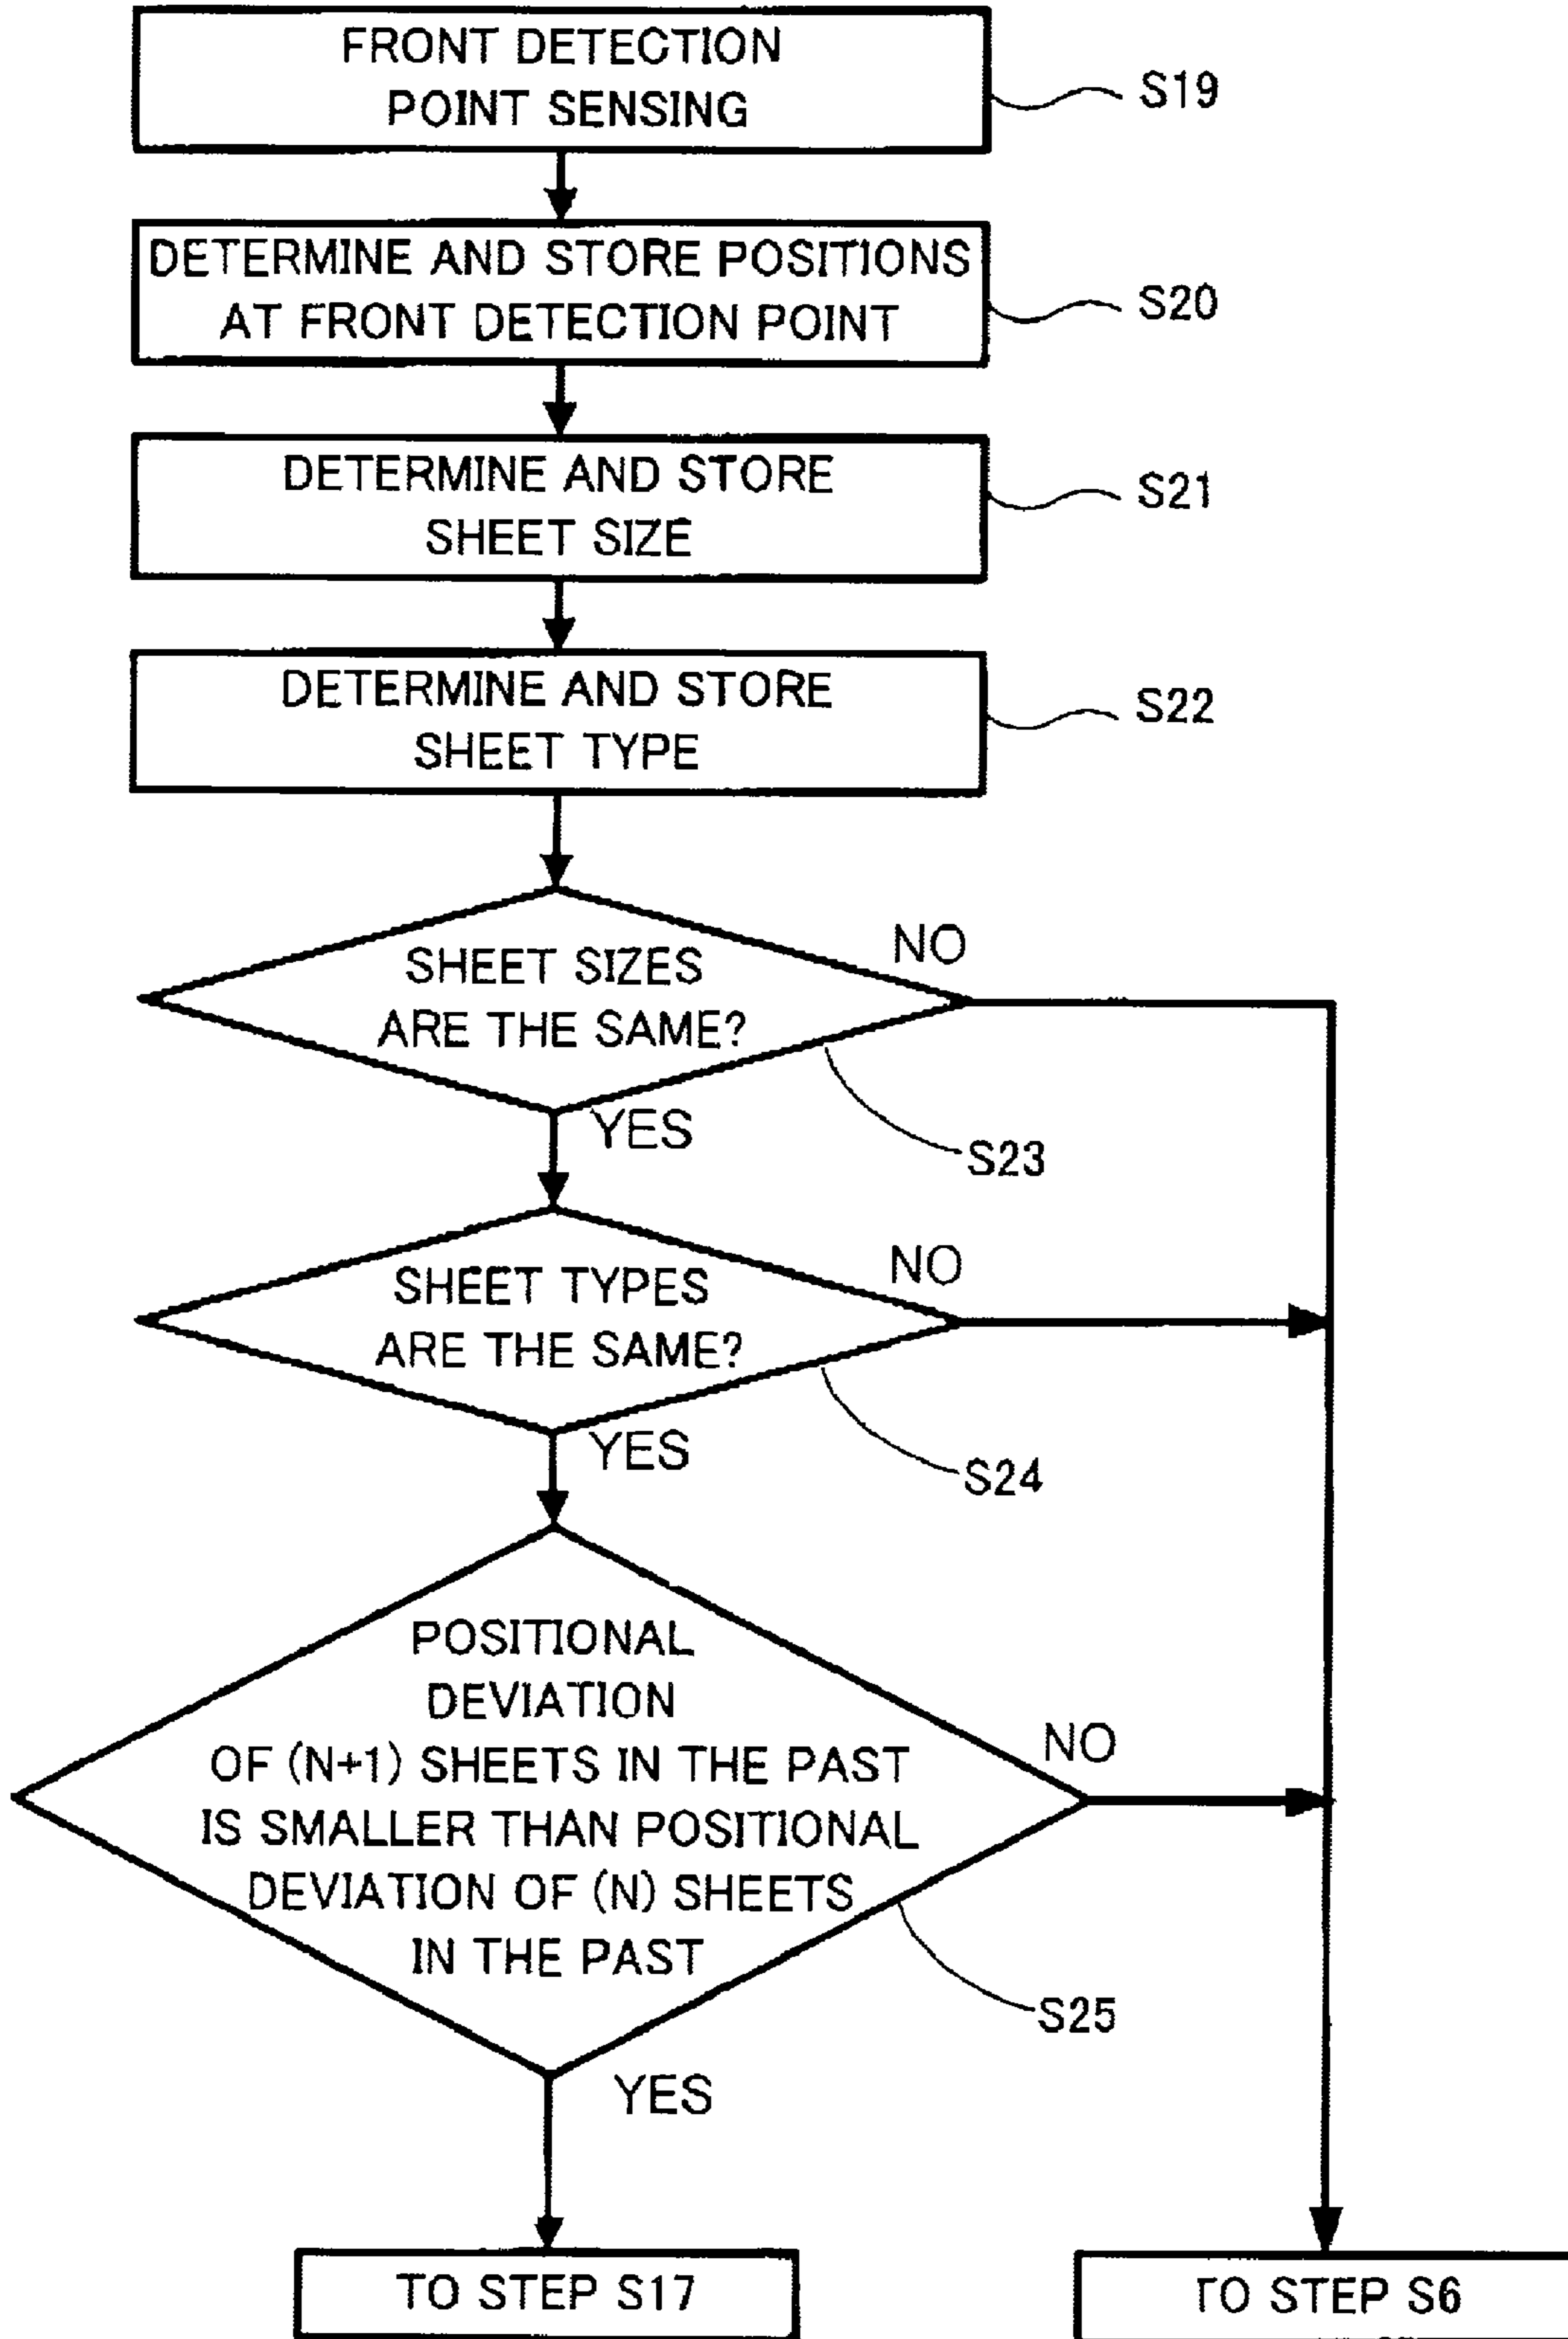 FRONT DETECTION
POINT SENSING
S19
DETERMINE AND STORE POSITIONS
AT FRONT DETECTION POINT
S20
DETERMINE AND STORE
SHEET SIZE
S21
DETERMINE AND STORE
SHEET TYPE
S22
SHEET SIZES
ARE THE SAME?
NO
YES
S23
SHEET TYPES
ARE THE SAME?
NO
YES
S24
POSITIONAL
DEVIATION
OF (N+1) SHEETS IN THE PAST
IS SMALLER THAN POSITIONAL
DEVIATION OF (N) SHEETS
IN THE PAST
NO
S25
YES
TO STEP S17
TO STEP S6